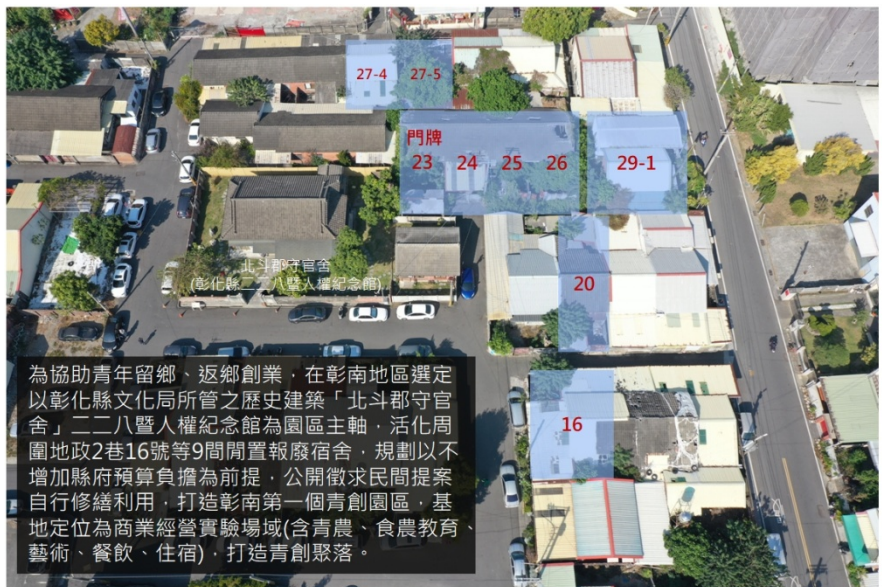 27-4
27-5
門牌
23
24
25
26
29-1
北斗郡守官舍
(彰化縣二二八暨人權紀念館)
20
16
為協助青年留鄉、返鄉創業，在彰南地區選定
以彰化縣文化局所管之歷史建築「北斗郡守官
舍」二二八暨人權紀念館為園區主軸，活化周
圍地政2巷16號等9間閒置報廢宿舍，規劃以不
增加縣府預算負擔為前提，公開徵求民間提案
自行修繕利用，打造彰南第一個青創園區，基
地定位為商業經營實驗場域(含青農、食農教育、
藝術、餐飲、住宿)，打造青創聚落。